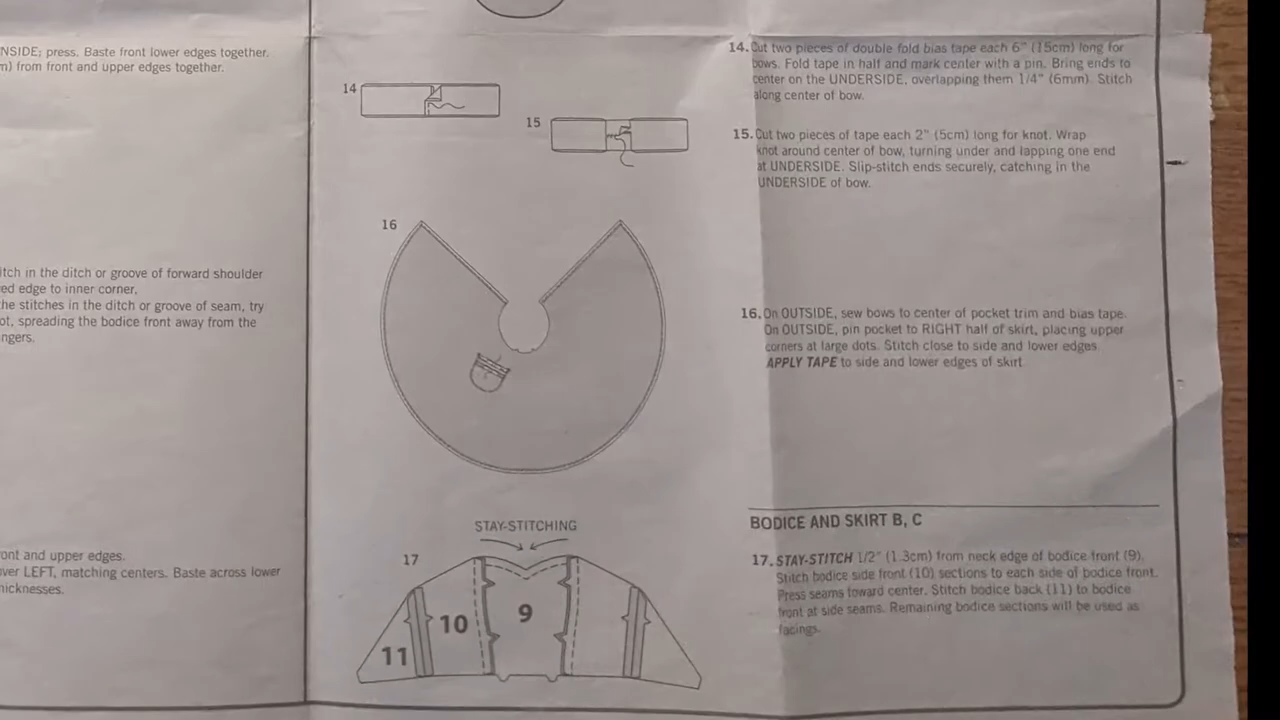 NSIDE; press. Baste front lower edges together.
m) from front and upper edges together.
itch in the ditch or groove of forward shoulder
ed edge to inner corner.
he stitches in the ditch or groove of seam, try
ot, spreading the bodice front away from the
ngers.
ront and upper edges.
ver LEFT, matching centers. Baste across lower
hicknesses.
14
15
16
STAY-STITCHING
17
9
10
11
14. Cut two pieces of double fold bias tape each 6" (15cm) long for
bows. Fold tape in half and mark center with a pin. Bring ends to
center on the UNDERSIDE, overlapping them 1/4" (6mm). Stitch
along center of bow.
15. Cut two pieces of tape each 2" (5cm) long for knot. Wrap
knot around center of bow, turning under and lapping one end
at UNDERSIDE. Slip-stitch ends securely, catching in the
UNDERSIDE of bow.
16. On OUTSIDE, sew bows to center of pocket trim and bias tape.
On OUTSIDE, pin pocket to RIGHT half of skirt, placing upper
corners at large dots. Stitch close to side and lower edges.
APPLY TAPE to side and lower edges of skirt.
BODICE AND SKIRT B, C
17. STAY-STITCH 1/2" (1.3cm) from neck edge of bodice front (9).
Stitch bodice side front (10) sections to each side of bodice front.
Press seams toward center. Stitch bodice back (11) to bodice
front at side seams. Remaining bodice sections will be used as
facings.